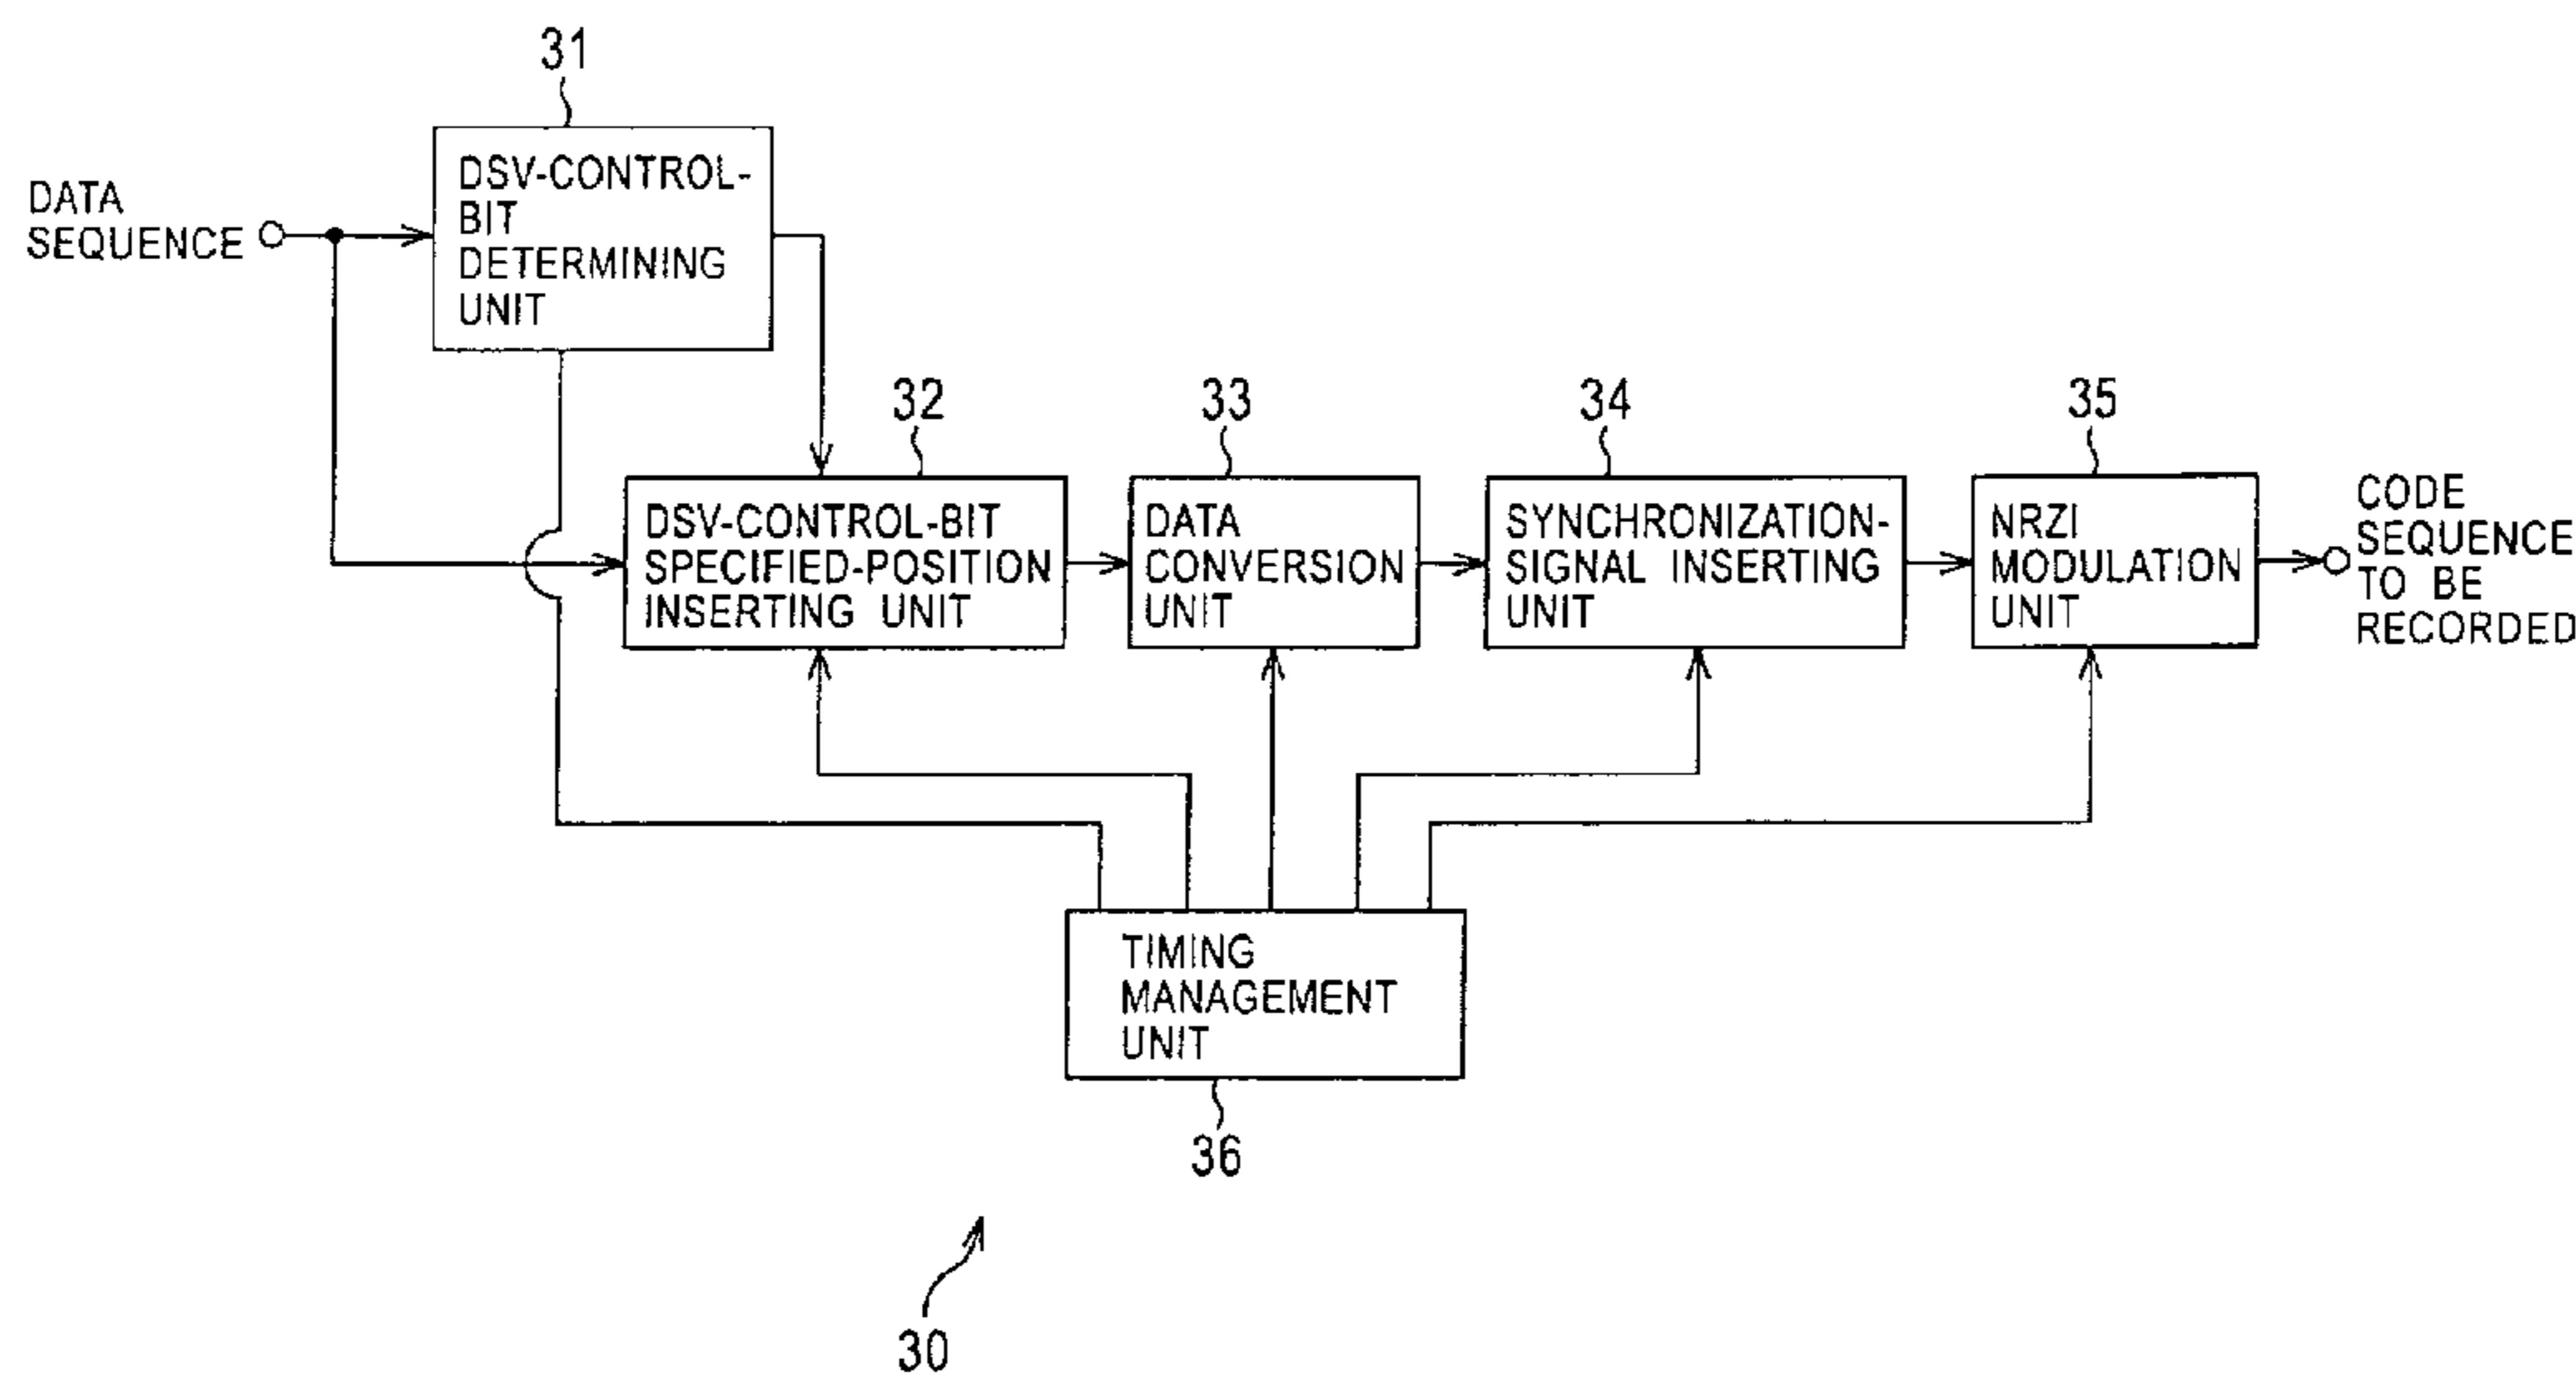 31
DSV-CONTROL-
BIT
DETERMINING
UNIT
DATA
SEQUENCE
32
33
34
35
DSV-CONTROL-BIT
SPECIFIED-POSITION
INSERTING UNIT
DATA
CONVERSION
UNIT
SYNCHRONIZATION-
SIGNAL INSERTING
UNIT
NRZI
MODULATION
UNIT
CODE
SEQUENCE
TO BE
RECORDED
TIMING
MANAGEMENT
UNIT
36
30